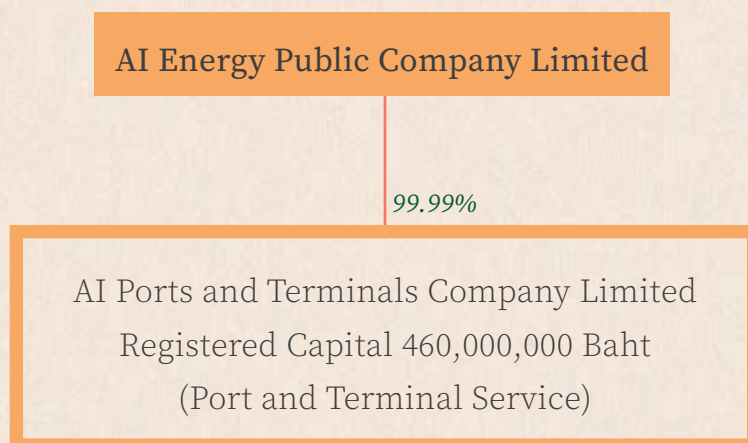 AI Energy Public Company Limited
99.99%
AI Ports and Terminals Company Limited
Registered Capital 460,000,000 Baht
(Port and Terminal Service)